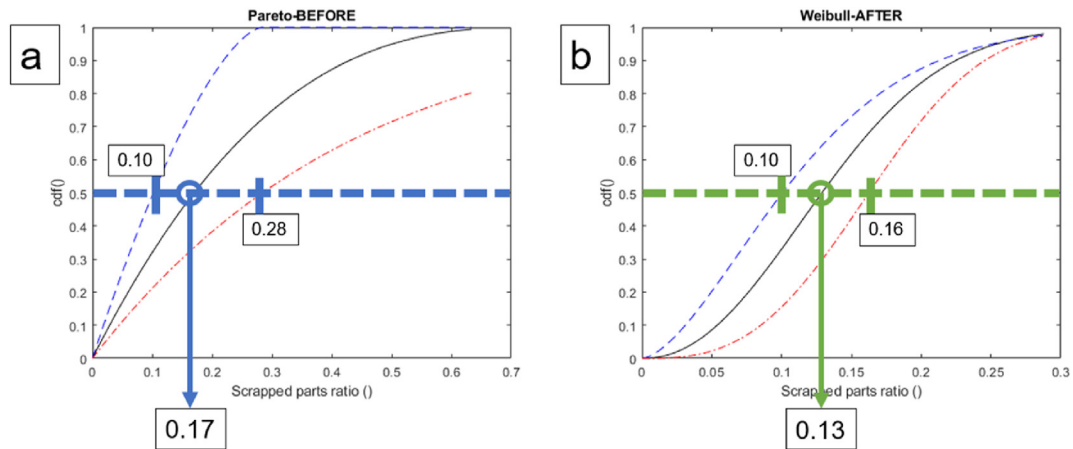 Pareto-BEFORE
a
1
0.9
0.8
0.7
0.6
0.5
0.4
0.3
0.2
0.1
0
cdf()
0.10
0.28
0 0.1 0.2 0.3 0.4 0.5 0.6 0.7
Scrapped parts ratio ()
0.17
Weibull-AFTER
b
1
0.9
0.8
0.7
0.6
0.5
0.4
0.3
0.2
0.1
0
cdf()
0.10
0.16
0 0.05 0.1 0.15 0.2 0.25 0.3
Scrapped parts ratio ()
0.13